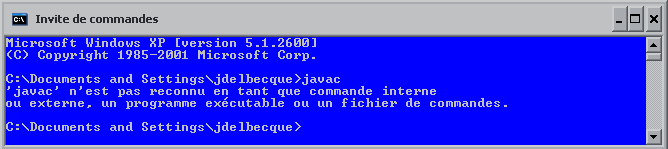 Invite de commandes
Microsoft Windows XP [version 5.1.2600]
(C) Copyright 1985-2001 Microsoft Corp.
C:\Documents and Settings\jdelbecque>javac
'javac' n'est pas reconnu en tant que commande interne
ou externe, un programme exécutable ou un fichier de commandes.
C:\Documents and Settings\jdelbecque>